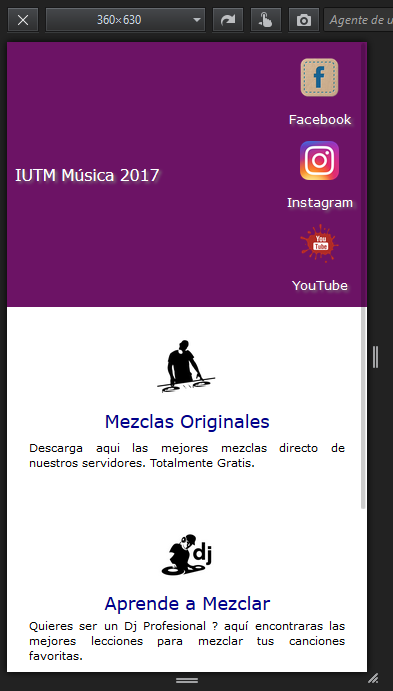 360×630
Agente de u
Facebook
Instagram
You
Tube
YouTube
IUTM Música 2017
Mezclas Originales
Descarga aqui las mejores mezclas directo de
nuestros servidores. Totalmente Gratis.
dj
Aprende a Mezclar
Quieres ser un Dj Profesional ? aquí encontraras las
mejores lecciones para mezclar tus canciones
favoritas.